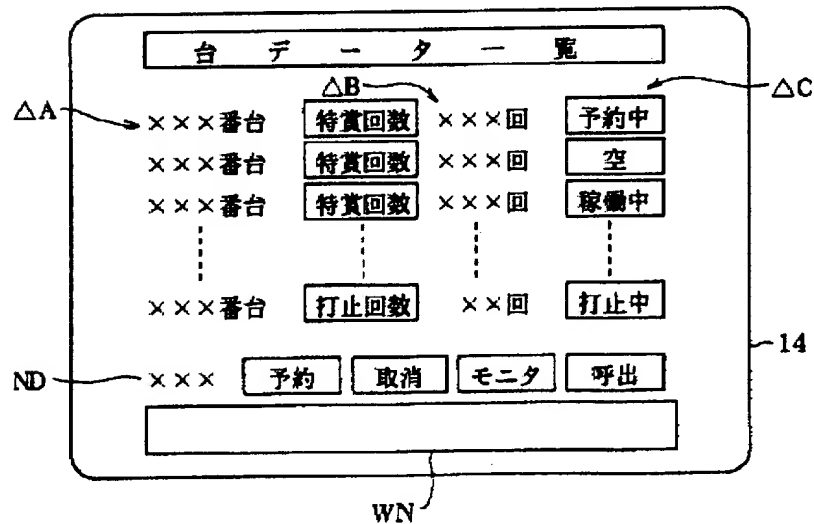 台データ一覧
△A △B △C
×××番台 特賞回数 ×××回 予約中
×××番台 特賞回数 ×××回 空
×××番台 特賞回数 ×××回 稼働中
×××番台 打止回数 ××回 打止中
14
ND ××× 予約 取消 モニタ 呼出
WN